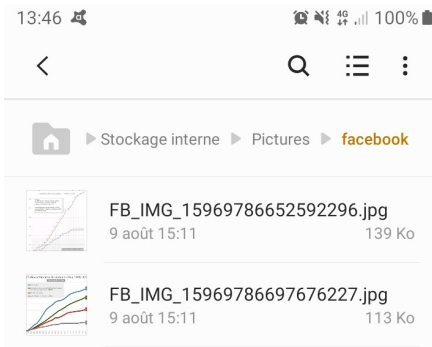 13:46 4G 100%
Stockage interne Pictures facebook
FB_IMG_15969786652592296.jpg
9 août 15:11 139 Ko
FB_IMG_15969786697676227.jpg
9 août 15:11 113 Ko